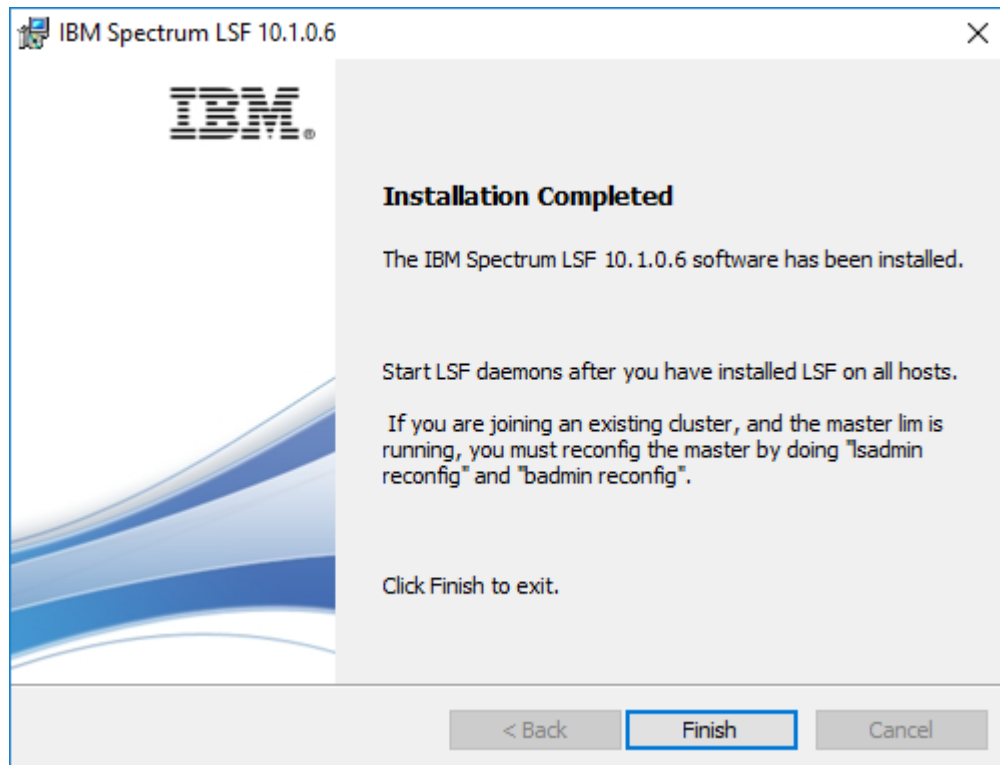 IBM Spectrum LSF 10.1.0.6
IBM®
Installation Completed
The IBM Spectrum LSF 10.1.0.6 software has been installed.
Start LSF daemons after you have installed LSF on all hosts.
If you are joining an existing cluster, and the master lim is
running, you must reconfig the master by doing "lsadmin
reconfig" and "badmin reconfig".
Click Finish to exit.
< Back
Finish
Cancel